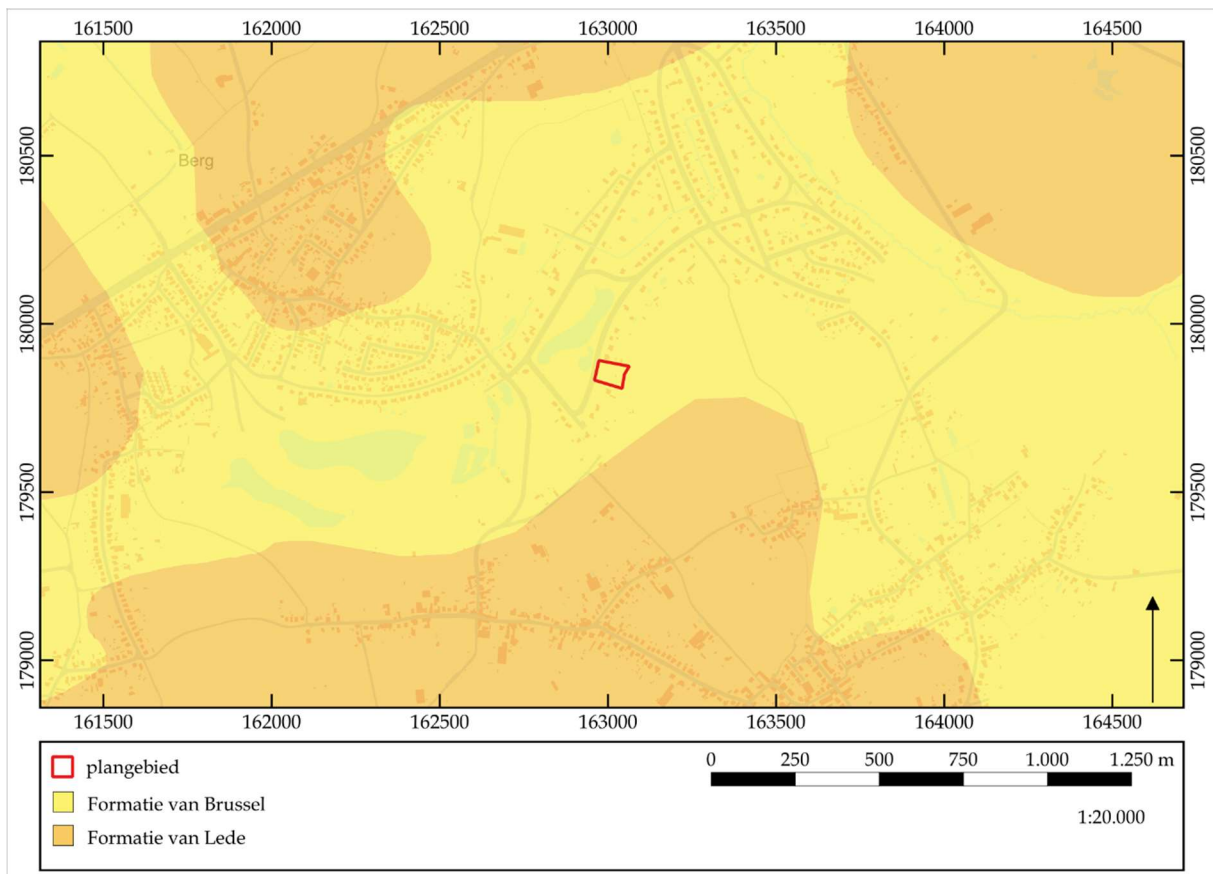 161500 162000 162500 163000 163500 164000 164500
180500 180500
Berg
180000 180000
179500 179500
179000 179000
161500 162000 162500 163000 163500 164000 164500
plangebied
Formatie van Brussel
Formatie van Lede
0 250 500 750 1.000 1.250 m
1:20.000